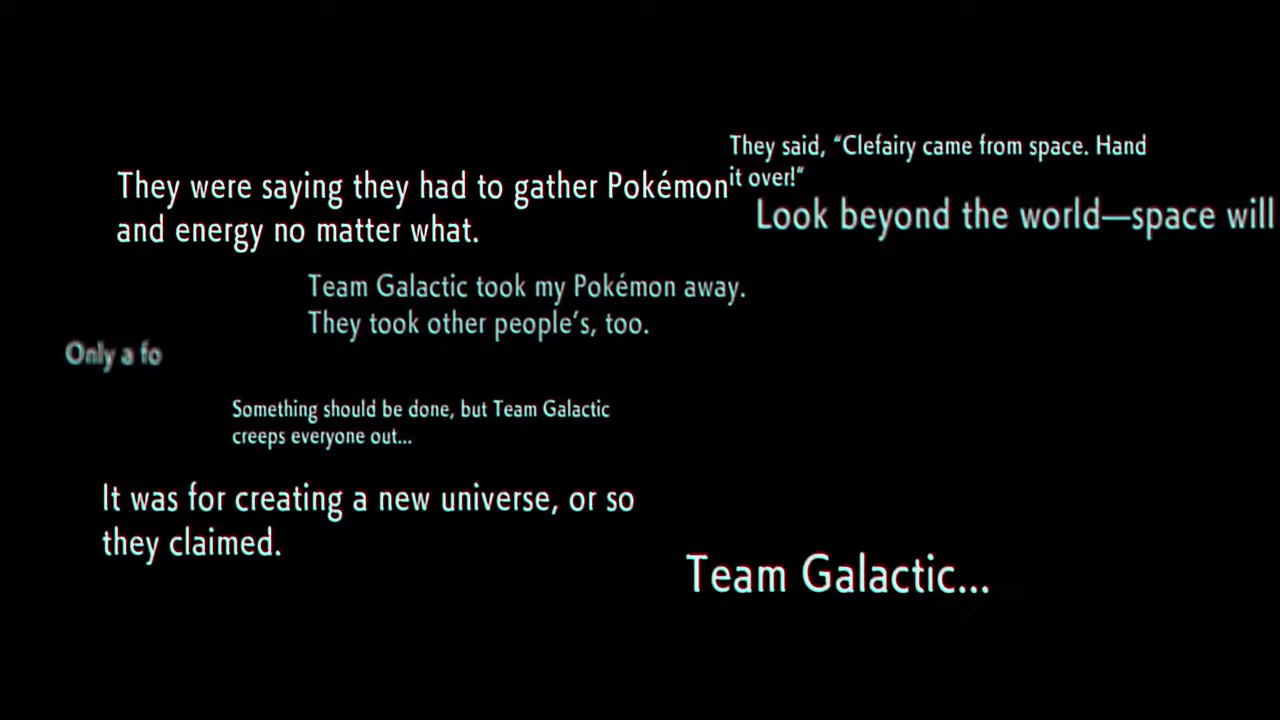 They said, “Clefairy came from space. Hand
it over!”
They were saying they had to gather Pokémon
and energy no matter what.
Look beyond the world—space will
Team Galactic took my Pokémon away.
They took other people’s, too.
Only a fo
Something should be done, but Team Galactic
creeps everyone out...
It was for creating a new universe, or so
they claimed.
Team Galactic...